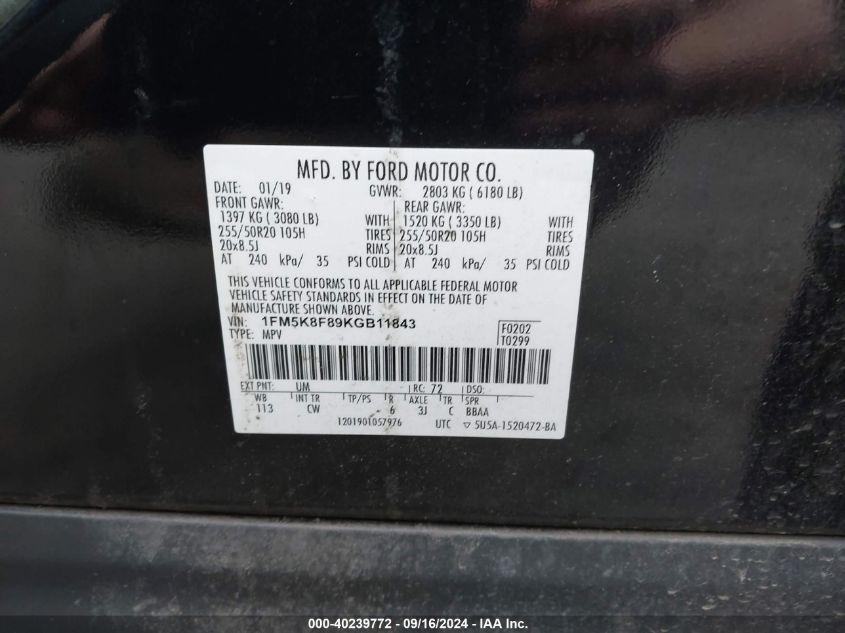 MFD. BY FORD MOTOR CO.
DATE: 01/19 GVWR: 2803 KG ( 6180 LB)
FRONT GAWR: REAR GAWR:
1397 KG ( 3080 LB) WITH 1520 KG ( 3350 LB) WITH
255/50R20 105H TIRES 255/50R20 105H TIRES
20x8.5J RIMS 20x8.5J RIMS
AT 240 kPa/ 35 PSI COLD AT 240 kPa/ 35 PSI COLD
THIS VEHICLE CONFORMS TO ALL APPLICABLE FEDERAL MOTOR
VEHICLE SAFETY STANDARDS IN EFFECT ON THE DATE OF
MANUFACTURE SHOWN ABOVE.
VIN: 1FM5K8F89KGB11843 F0202
TYPE: MPV T0299
EXT PNT: UM RC: 72 DSO:
WB INT TR TP/PS R AXLE TR SPR
113 CW 6 3J C BBAA
1201901057976 UTC ▽ 5U5A-1520472-BA
000-40239772 - 09/16/2024 - IAA Holdings, LLC.